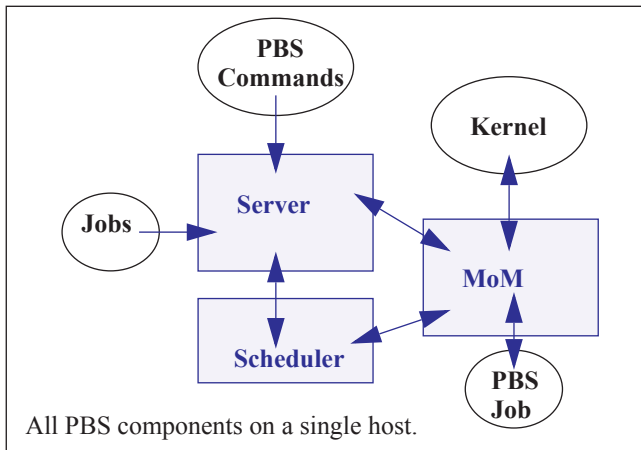 PBS
Commands
Kernel
Server
Jobs
MoM
Scheduler
PBS
Job
All PBS components on a single host.